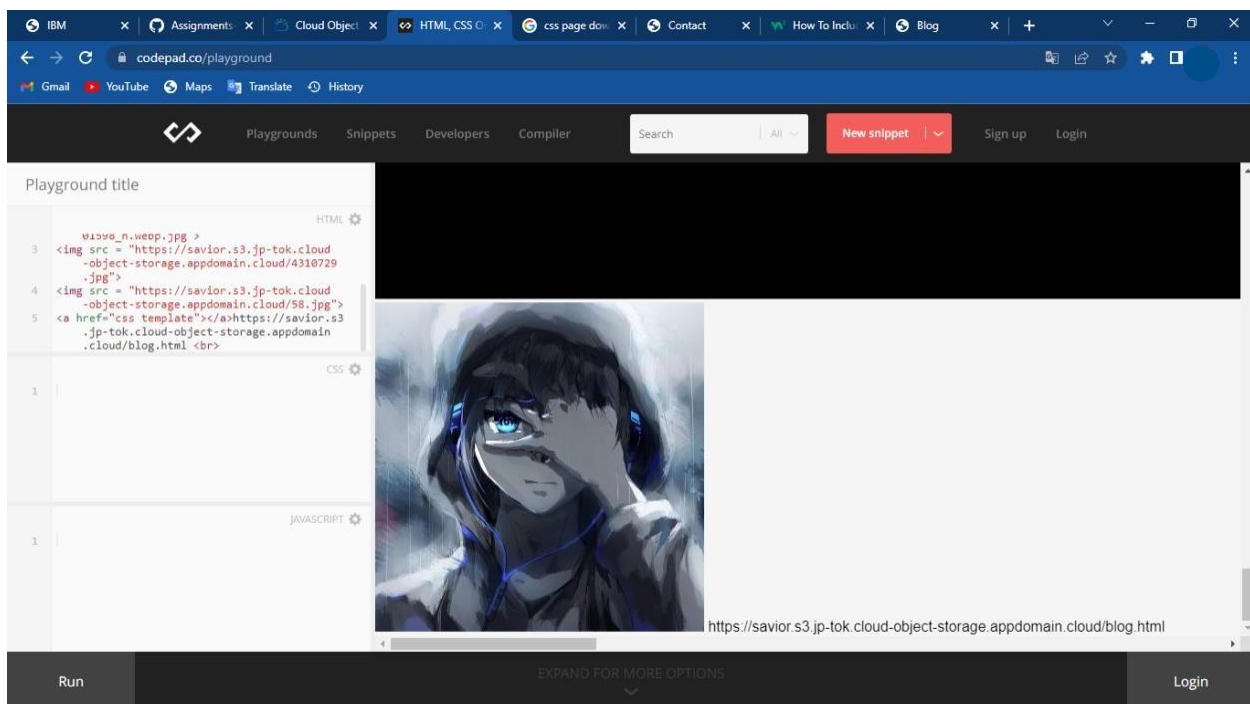 IBM
Assignments-
Cloud Object
HTML, CSS O
css page dow
Contact
How To Inclu
Blog
codepad.co/playground
Gmail
YouTube
Maps
Translate
History
Playgrounds
Snippets
Developers
Compiler
Search
All
New snippet
Sign up
Login
Playground title
HTML
01598_n.webp.jpg >
3 <img src = "https://savior.s3.jp-tok.cloud
-object-storage.appdomain.cloud/4310729
.jpg">
4 <img src = "https://savior.s3.jp-tok.cloud
-object-storage.appdomain.cloud/58.jpg">
5 <a href="css template"></a>https://savior.s3
.jp-tok.cloud-object-storage.appdomain
.cloud/blog.html <br>
CSS
1
JAVASCRIPT
1
https://savior.s3.jp-tok.cloud-object-storage.appdomain.cloud/blog.html
Run
EXPAND FOR MORE OPTIONS
Login